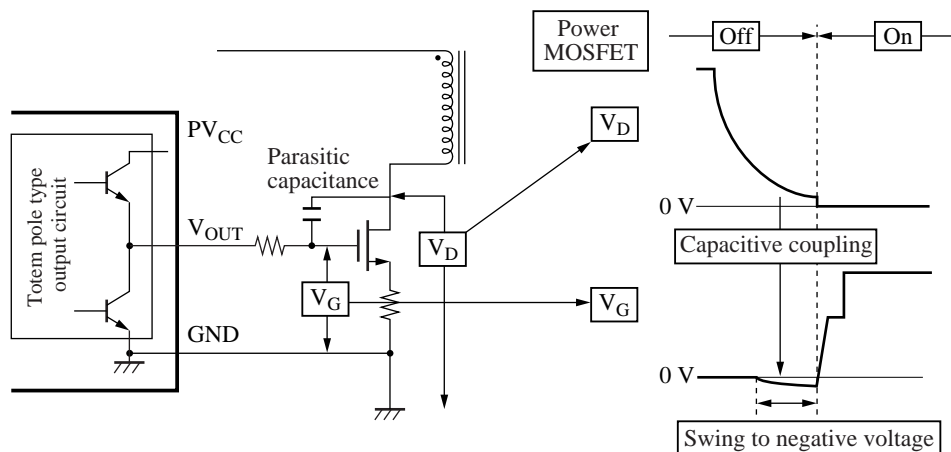 Power
MOSFET
Off
On
PV_CC
V_D
Parasitic
capacitance
Totem pole type
output circuit
0 V
V_OUT
V_D
Capacitive coupling
V_G
V_G
GND
0 V
Swing to negative voltage